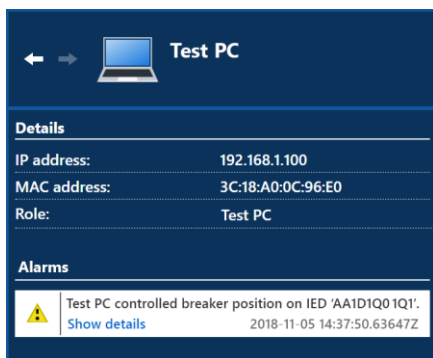 Test PC
Details
IP address: 192.168.1.100
MAC address: 3C:18:A0:0C:96:E0
Role: Test PC
Alarms
Test PC controlled breaker position on IED 'AA1D1Q01Q1'.
Show details 2018-11-05 14:37:50.63647Z